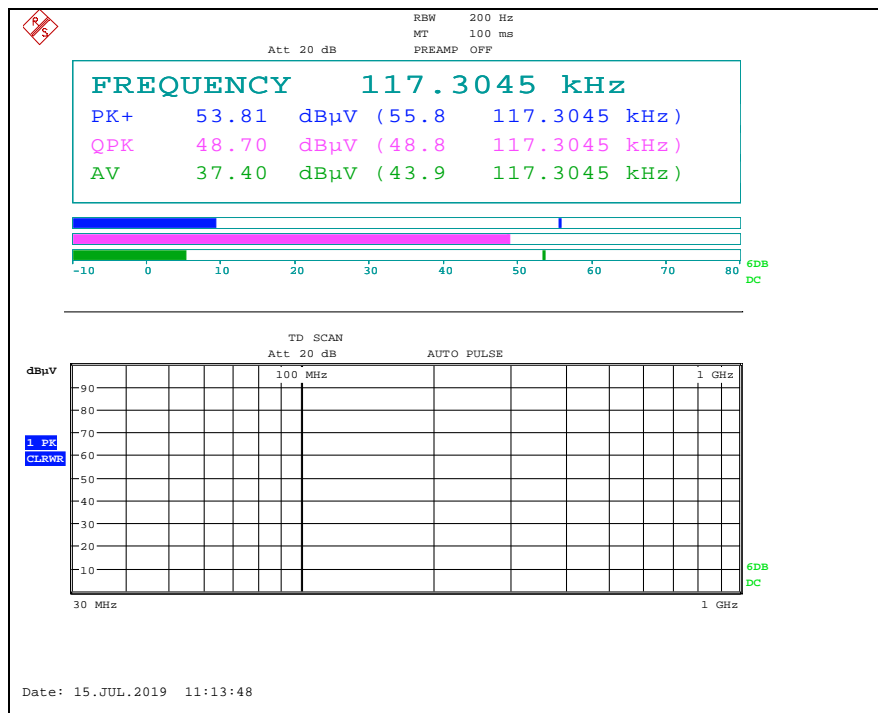 R S
RBW 200 Hz
MT 100 ms
Att 20 dB PREAMP OFF
FREQUENCY 117.3045 kHz
PK+ 53.81 dBµV (55.8 117.3045 kHz)
QPK 48.70 dBµV (48.8 117.3045 kHz)
AV 37.40 dBµV (43.9 117.3045 kHz)
-10 0 10 20 30 40 50 60 70 80
6DB
DC
TD SCAN
Att 20 dB AUTO PULSE
dBµV
100 MHz 1 GHz
90
80
70
1 PK
CLRWR
60
50
40
30
20
10
6DB
DC
30 MHz 1 GHz
Date: 15.JUL.2019 11:13:48